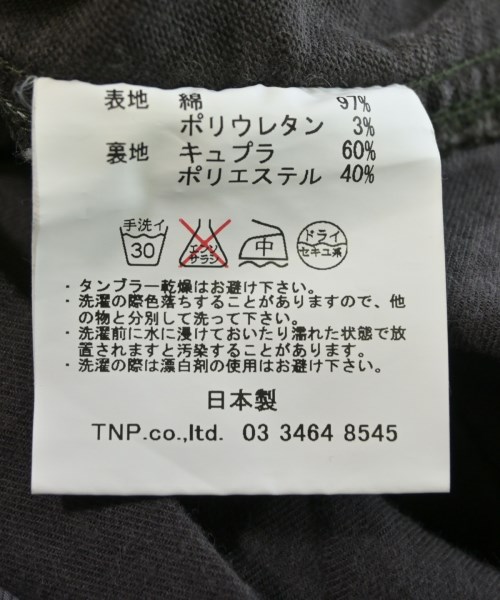 表地 綿 97%
ポリウレタン 3%
裏地 キュプラ 60%
ポリエステル 40%
手洗イ 30 エンソサラシ 中 ドライ セキユ系
・タンブラー乾燥はお避け下さい。
・洗濯の際色落ちすることがありますので、他
の物と分別して洗って下さい。
・洗濯前に水に浸けておいたり濡れた状態で放
置されますと汚染することがあります。
・洗濯の際は漂白剤の使用はお避け下さい。
日本製
TNP.co.,ltd. 03 3464 8545